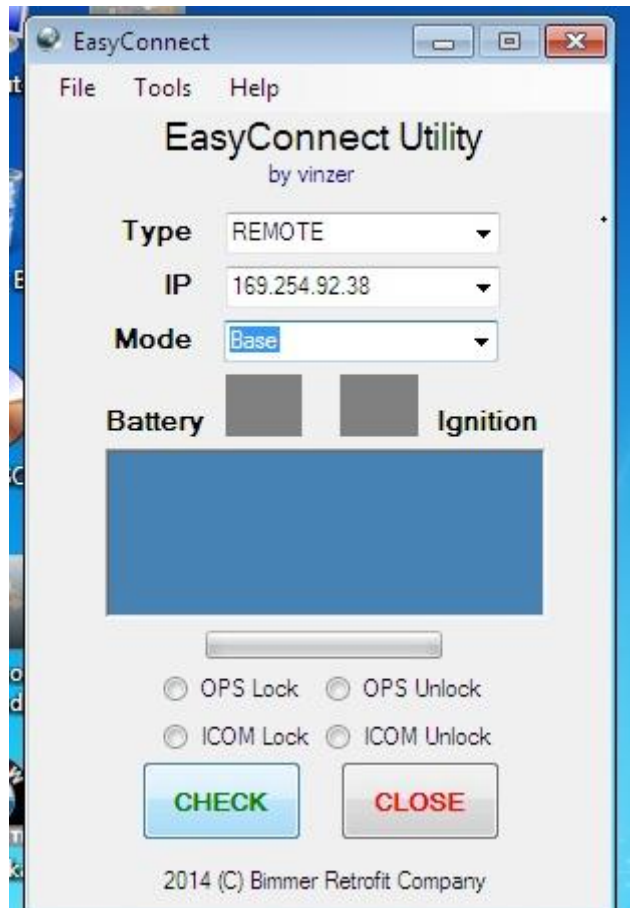 EasyConnect
File Tools Help
EasyConnect Utility
by vinzer
Type REMOTE
IP 169.254.92.38
Mode Base
Battery Ignition
OPS Lock OPS Unlock
ICOM Lock ICOM Unlock
CHECK CLOSE
2014 (C) Bimmer Retrofit Company